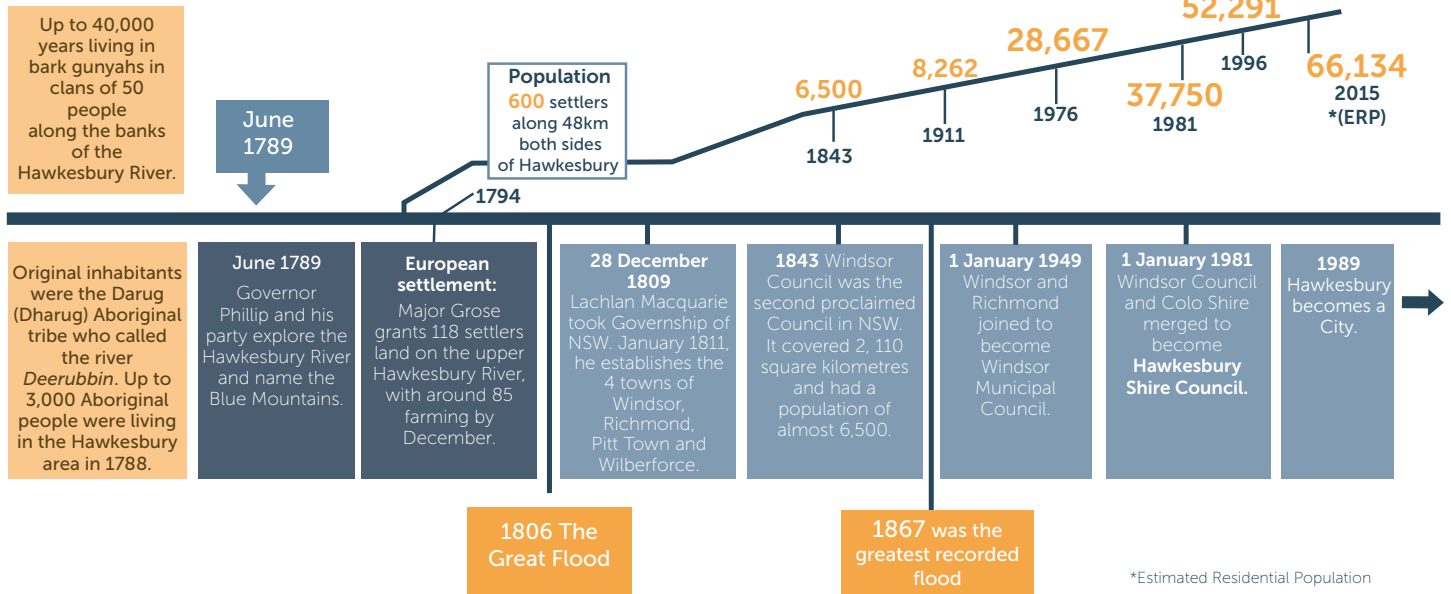 Up to 40,000
years living in
bark gunyahs in
clans of 50
people
along the banks
of the
Hawkesbury River.
June
1789
Population
600 settlers
along 48km
both sides
of Hawkesbury
1794
6,500
1843
8,262
1911
28,667
1976
37,750
1981
52,291
1996
66,134
2015
*(ERP)
Original inhabitants
were the Darug
(Dharug) Aboriginal
tribe who called
the river
Deerubbin. Up to
3,000 Aboriginal
people were living
in the Hawkesbury
area in 1788.
June 1789
Governor
Phillip and his
party explore the
Hawkesbury River
and name the
Blue Mountains.
European
settlement:
Major Grose
grants 118 settlers
land on the upper
Hawkesbury River,
with around 85
farming by
December.
28 December
1809
Lachlan Macquarie
took Governship of
NSW. January 1811,
he establishes the
4 towns of
Windsor,
Richmond,
Pitt Town and
Wilberforce.
1843 Windsor
Council was the
second proclaimed
Council in NSW.
It covered 2, 110
square kilometres
and had a
population of
almost 6,500.
1 January 1949
Windsor and
Richmond
joined to
become
Windsor
Municipal
Council.
1 January 1981
Windsor Council
and Colo Shire
merged to
become
Hawkesbury
Shire Council.
1989
Hawkesbury
becomes a
City.
1806 The
Great Flood
1867 was the
greatest recorded
flood
*Estimated Residential Population